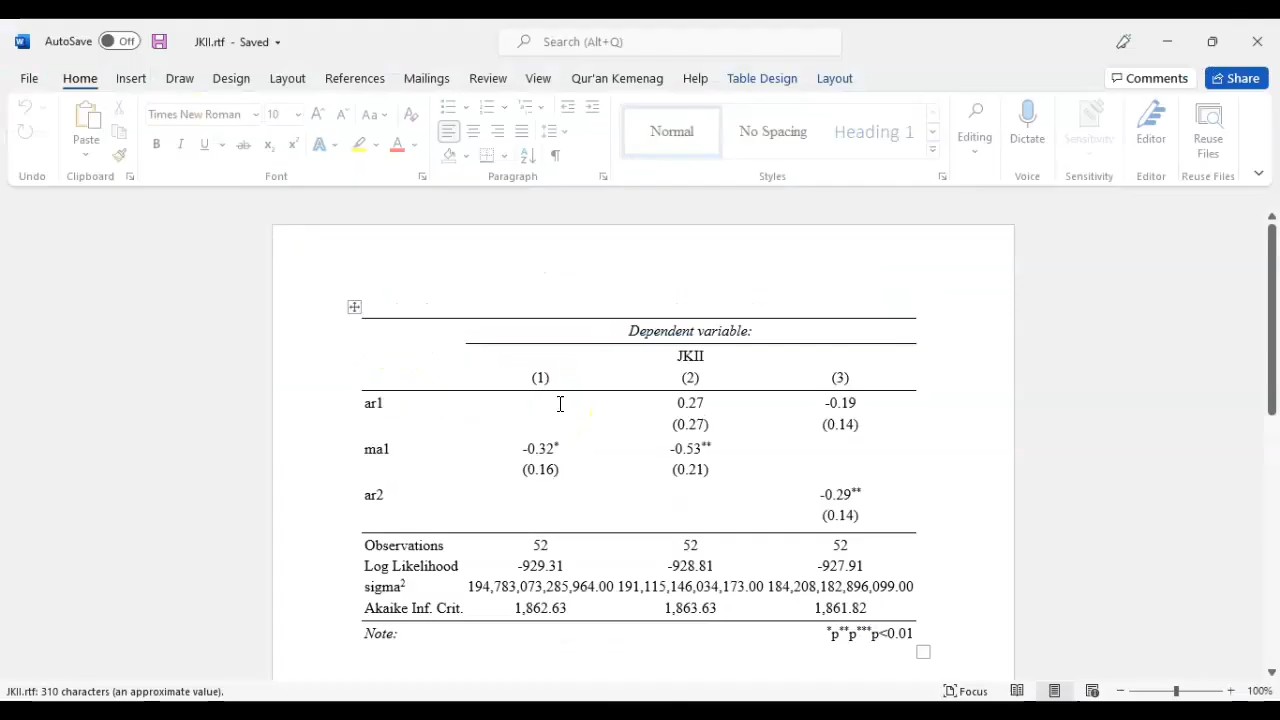 AutoSave Off JKII.rtf - Saved Search (Alt+Q)
File Home Insert Draw Design Layout References Mailings Review View Qur'an Kemenag Help Table Design Layout Comments Share
Times New Roman 10 Aa
Paste B I U ab x₂ x² A A Normal No Spacing Heading 1 Editing Dictate Sensitivity Editor Reuse Files
Undo Clipboard Font Paragraph Styles Voice Sensitivity Editor Reuse Files
Dependent variable:
JKII
(1) (2) (3)
ar1 0.27 -0.19
(0.27) (0.14)
ma1 -0.32* -0.53**
(0.16) (0.21)
ar2 -0.29**
(0.14)
Observations 52 52 52
Log Likelihood -929.31 -928.81 -927.91
sigma² 194,783,073,285,964.00 191,115,146,034,173.00 184,208,182,896,099.00
Akaike Inf. Crit. 1,862.63 1,863.63 1,861.82
Note: *p**p***p<0.01
JKII.rtf: 310 characters (an approximate value). Focus 100%